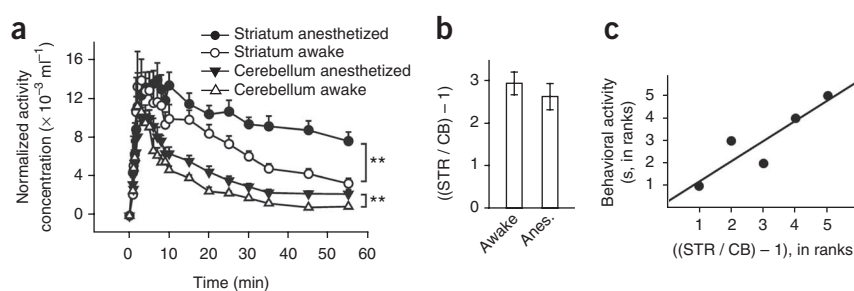 a
Normalized activity
concentration (× 10⁻³ ml⁻¹)
16
12
8
4
0
0 10 20 30 40 50 60
Time (min)
Striatum anesthetized
Striatum awake
Cerebellum anesthetized
Cerebellum awake
**
**
b
((STR / CB) – 1)
3
2
1
0
Awake
Anes.
c
Behavioral activity
(s, in ranks)
5
4
3
2
1
1 2 3 4 5
((STR / CB) – 1), in ranks